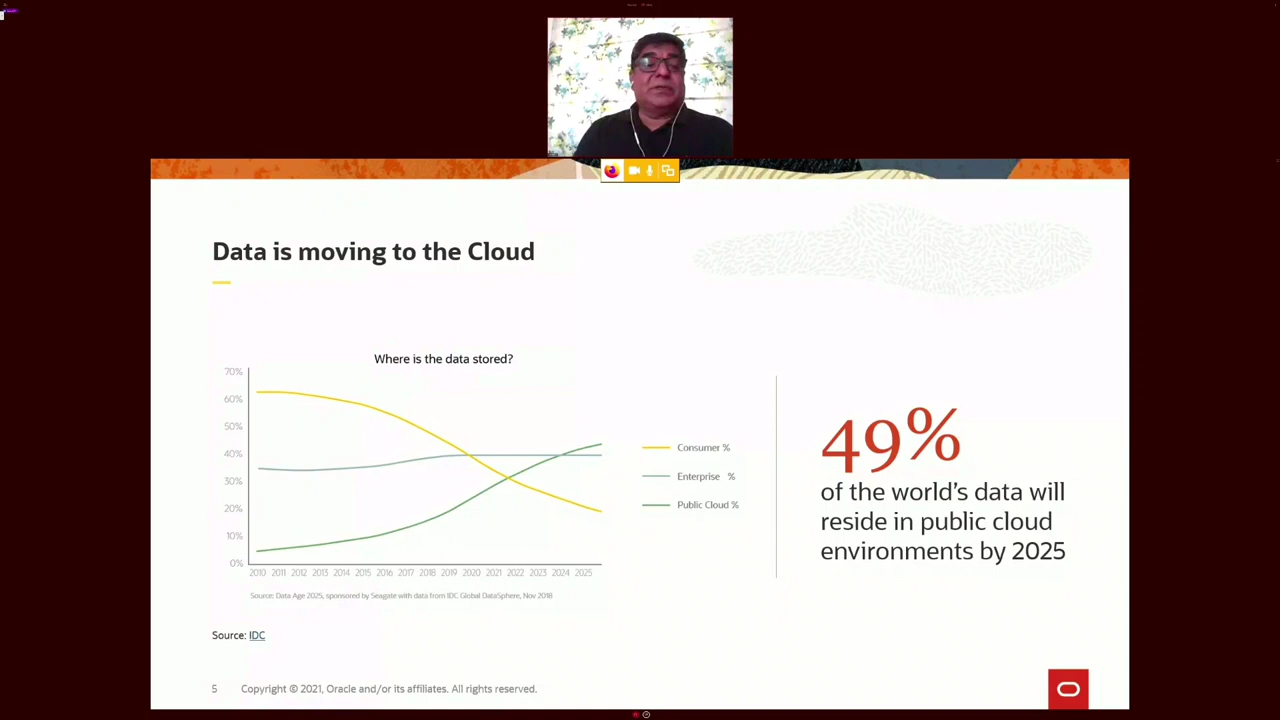 Data is moving to the Cloud
Where is the data stored?
70%
60%
50%
40%
30%
20%
10%
0%
2010 2011 2012 2013 2014 2015 2016 2017 2018 2019 2020 2021 2022 2023 2024 2025
Consumer %
Enterprise %
Public Cloud %
Source: Data Age 2025, sponsored by Seagate with data from IDC Global DataSphere, Nov 2018
49%
of the world's data will
reside in public cloud
environments by 2025
Source: IDC
5 Copyright © 2021, Oracle and/or its affiliates. All rights reserved.